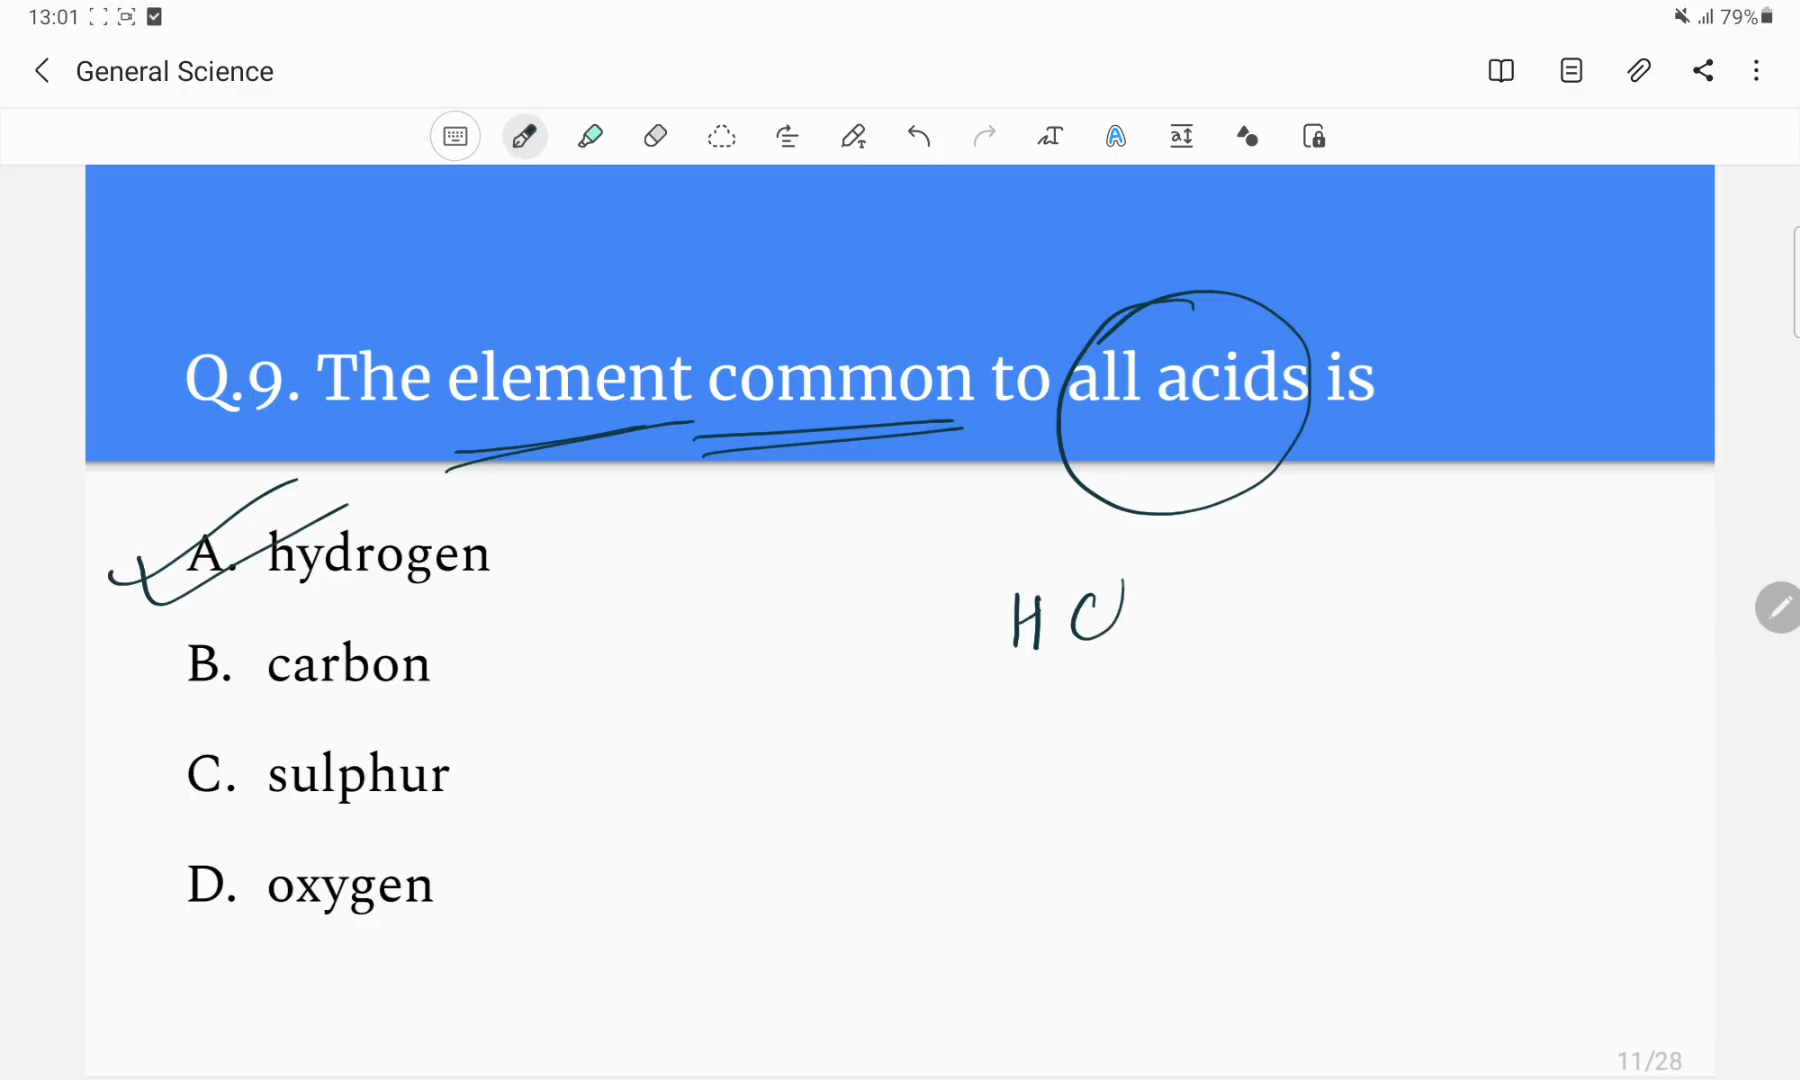 13:01
79%
General Science
Q.9. The element common to all acids is
A. hydrogen
B. carbon
C. sulphur
D. oxygen
HCl
11/28